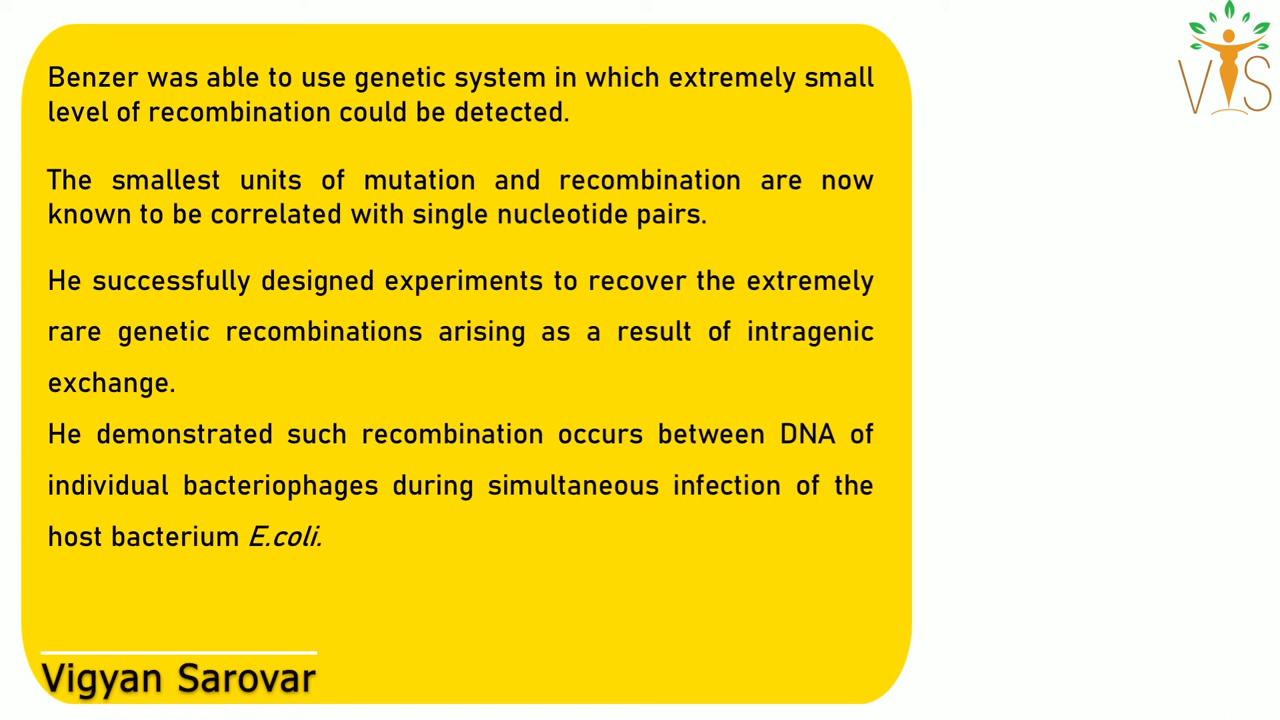 Benzer was able to use genetic system in which extremely small
level of recombination could be detected.
The smallest units of mutation and recombination are now
known to be correlated with single nucleotide pairs.
He successfully designed experiments to recover the extremely
rare genetic recombinations arising as a result of intragenic
exchange.
He demonstrated such recombination occurs between DNA of
individual bacteriophages during simultaneous infection of the
host bacterium E.coli.
Vigyan Sarovar
VIS